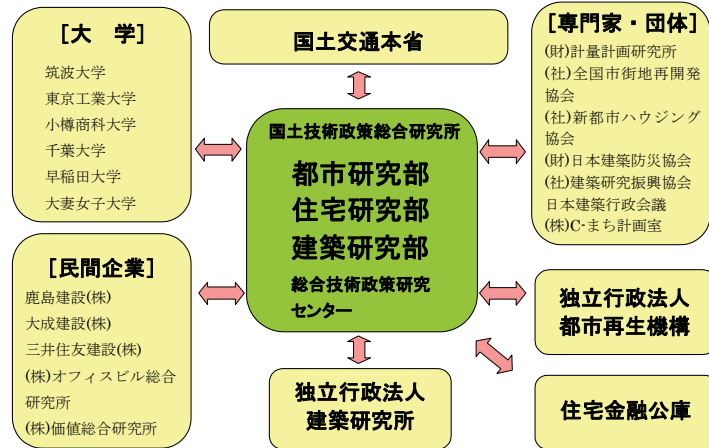 [大　学]
筑波大学
東京工業大学
小樽商科大学
千葉大学
早稲田大学
大妻女子大学
国土交通本省
[専門家・団体]
(財)計量計画研究所
(社)全国市街地再開発
協会
(社)新都市ハウジング
協会
(財)日本建築防災協会
(社)建築研究振興協会
日本建築行政会議
(株)C-まち計画室
国土技術政策総合研究所
都市研究部
住宅研究部
建築研究部
総合技術政策研究
センター
[民間企業]
鹿島建設(株)
大成建設(株)
三井住友建設(株)
(株)オフィスビル総合
研究所
(株)価値総合研究所
独立行政法人
建築研究所
独立行政法人
都市再生機構
住宅金融公庫